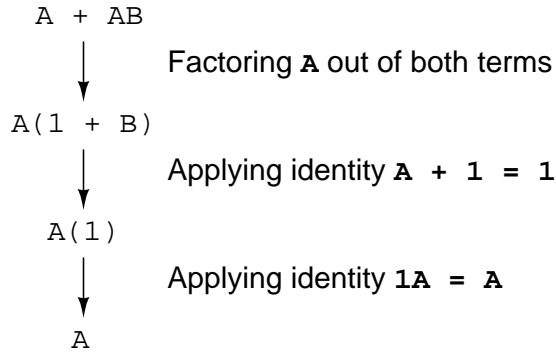 A + AB
Factoring A out of both terms
A(1 + B)
Applying identity A + 1 = 1
A(1)
Applying identity 1A = A
A